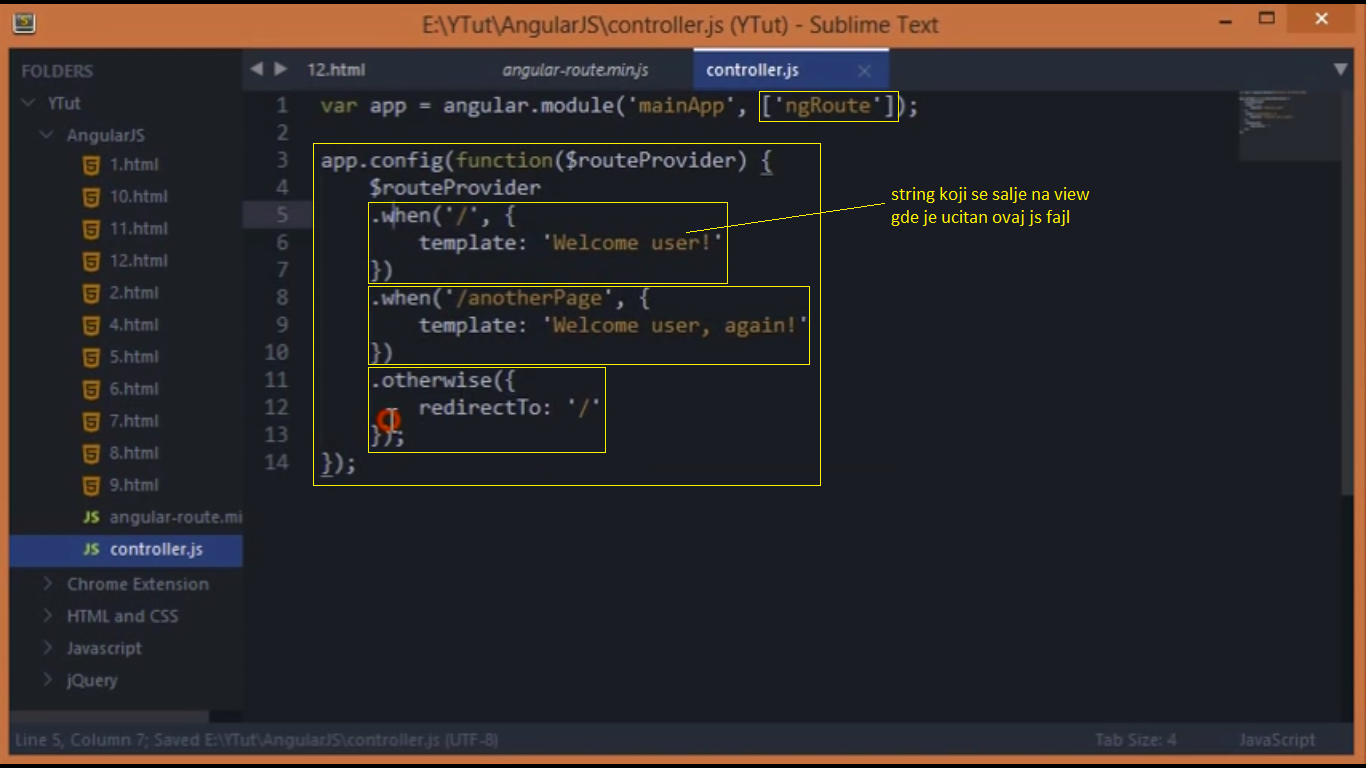 E:\YTut\AngularJS\controller.js (YTut) - Sublime Text
FOLDERS
YTut
AngularJS
1.html
10.html
11.html
12.html
2.html
4.html
5.html
6.html
7.html
8.html
9.html
angular-route.mi
controller.js
Chrome Extension
HTML and CSS
Javascript
jQuery
12.html angular-route.min.js controller.js
1 var app = angular.module('mainApp', ['ngRoute']);
2
3 app.config(function($routeProvider) {
4     $routeProvider
5     .when('/', {
6         template: 'Welcome user!'
7     })
8     .when('/anotherPage', {
9         template: 'Welcome user, again!'
10     })
11     .otherwise({
12         redirectTo: '/'
13     });
14 });
string koji se salje na view
gde je ucitan ovaj js fajl
Line 5, Column 7; Saved E:\YTut\AngularJS\controller.js (UTF-8) Tab Size: 4 JavaScript